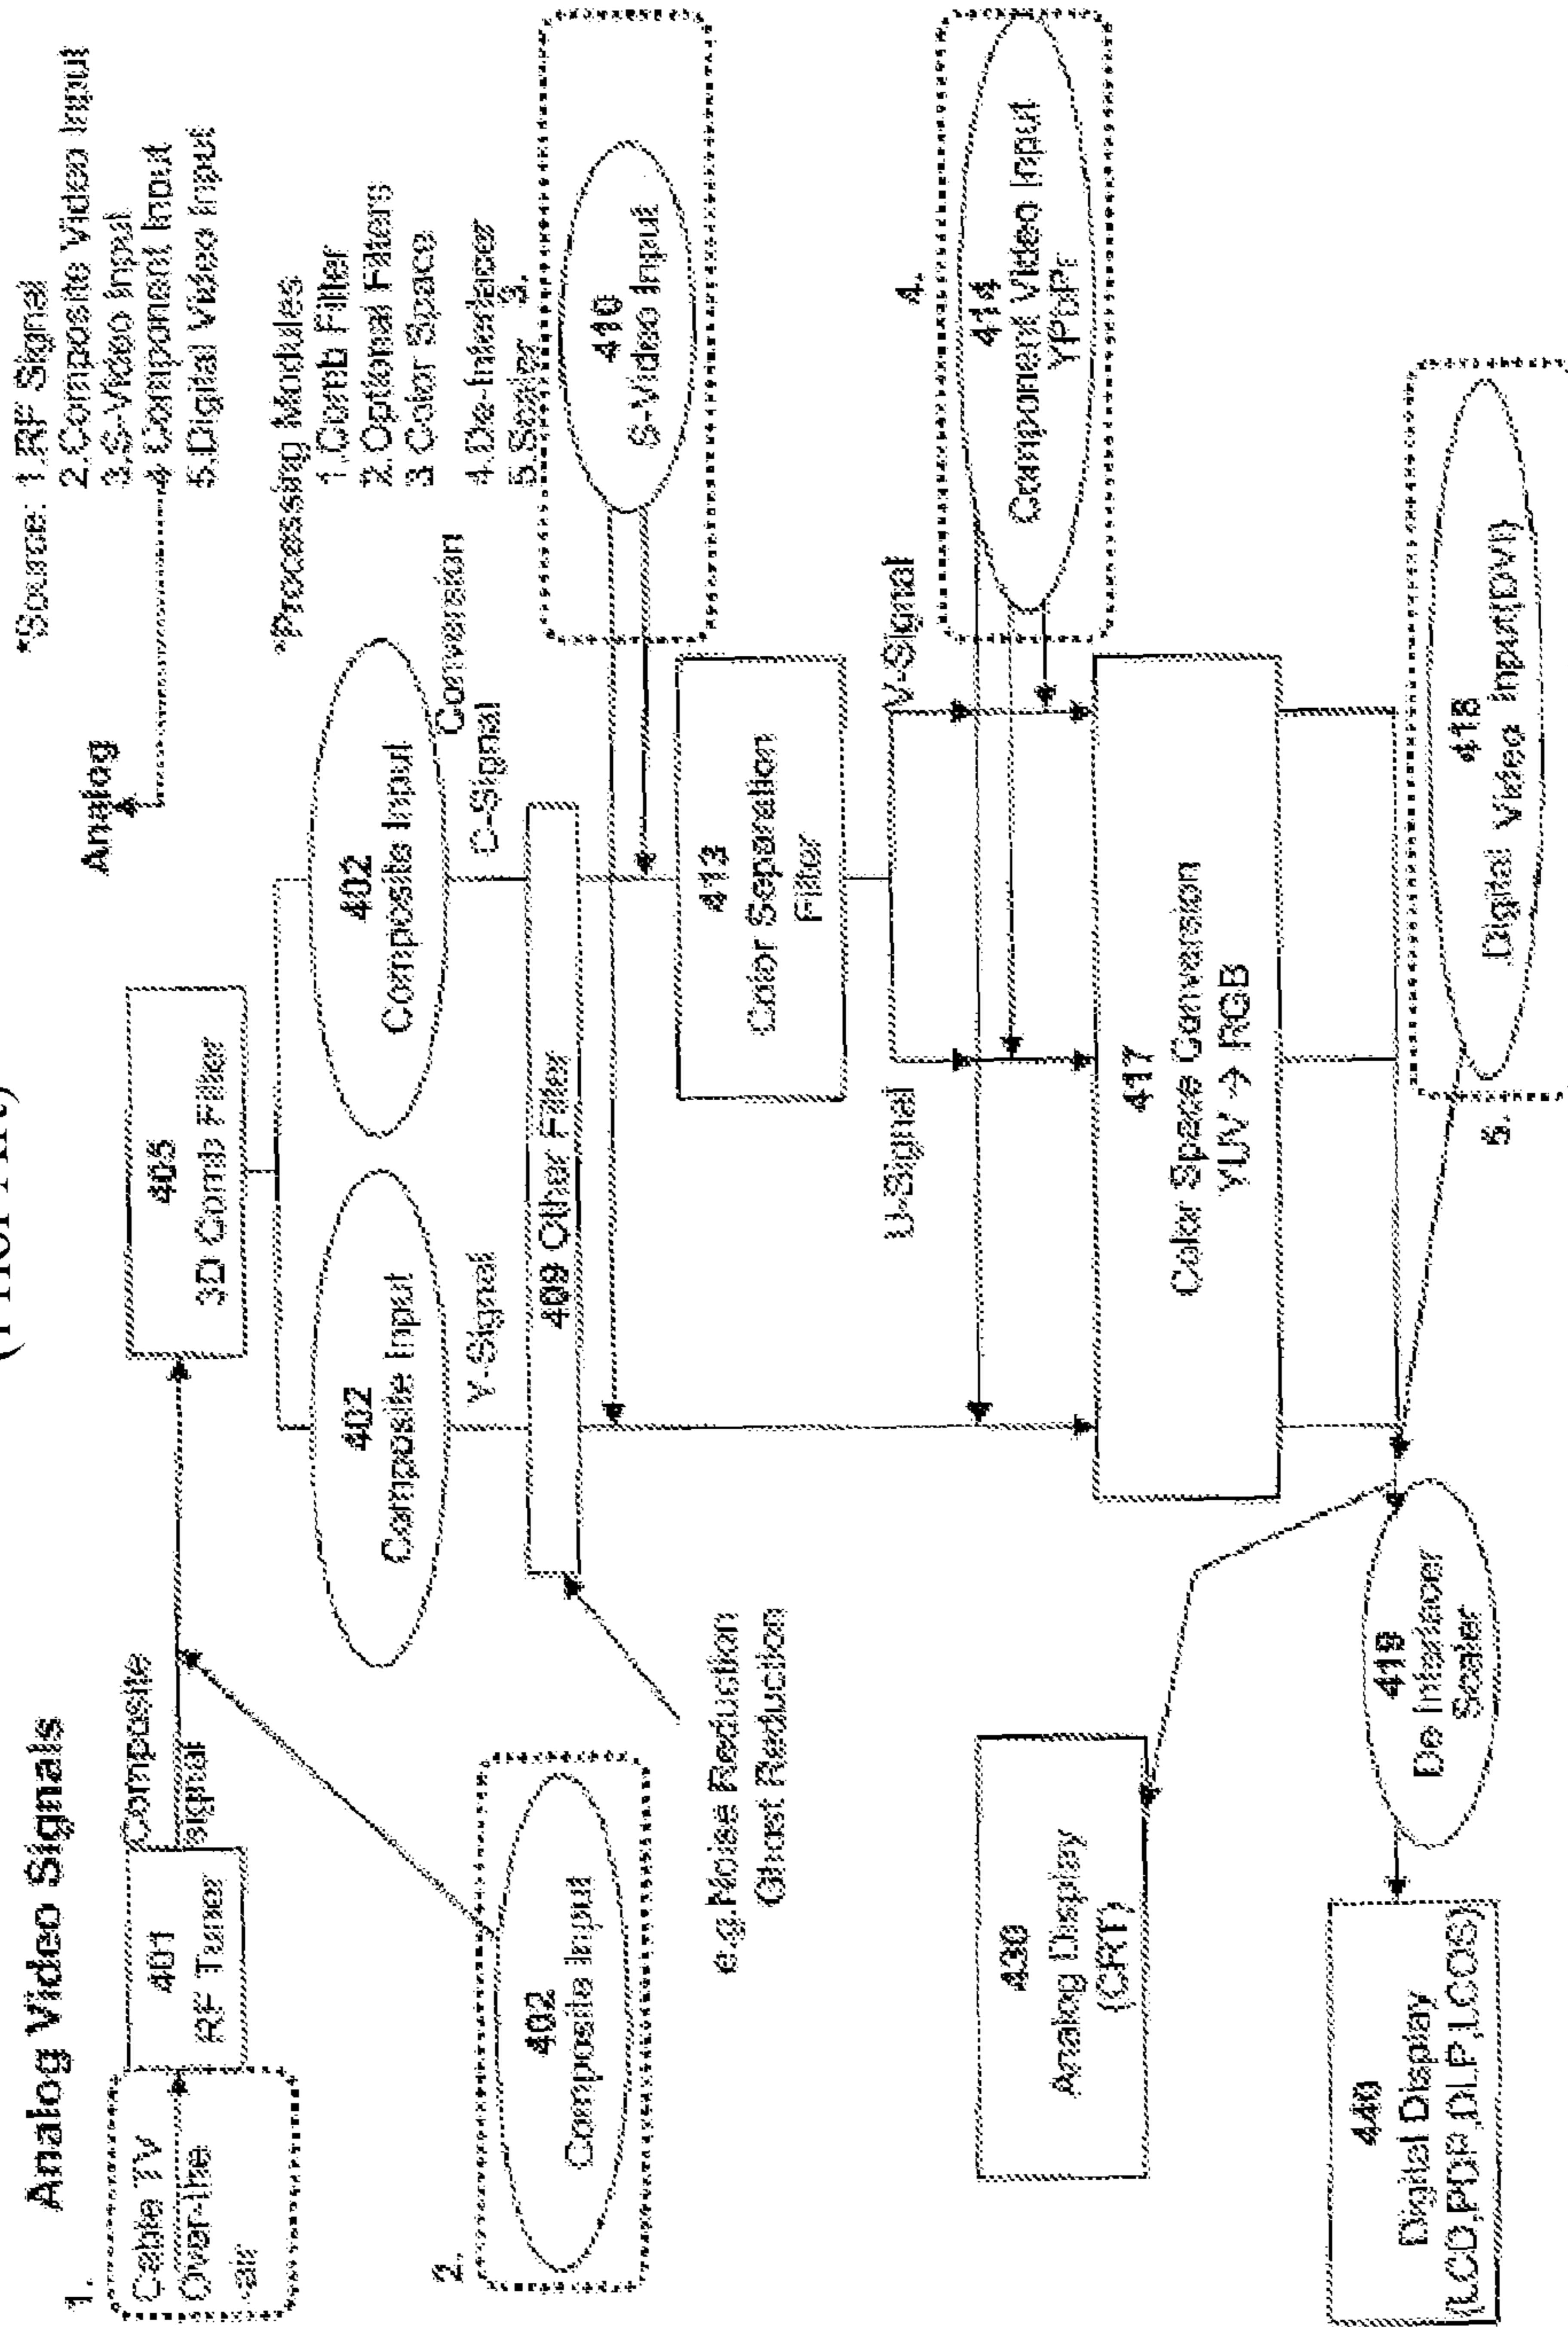 (Prior Art)
Analog Video Signals
*Source: 1.RF Signal
2.Composite Video Input
3.S-Video Input
4 Component Input
5.Digital Video Input
Analog
1.
Cable TV
Over-the
-air
401
RF Tuner
Composite
signal
405
3D Comb Filter
*Processing Modules
1.Comb Filter
2.Optional Filters
3 Color Space
Conversion
4.De-Interlacer
5.Scaler
2.
402
Composite Input
402
Composite Input
402
Composite Input
Y-Signal
C-Signal
409 Other Filter
e.g.Noise Reduction
Ghost Reduction
3.
410
S-Video Input
413
Color Separation
Filter
U-Signal
V-Signal
4.
414
Component Video Input
YPbPr
417
Color Space Conversion
YUV → RGB
430
Analog Display
(CRT)
5.
418
Digital Video Input(DVI)
419
De Interlacer
Scaler
440
Digital Display
(LCD,PDP,DLP,LCOS)